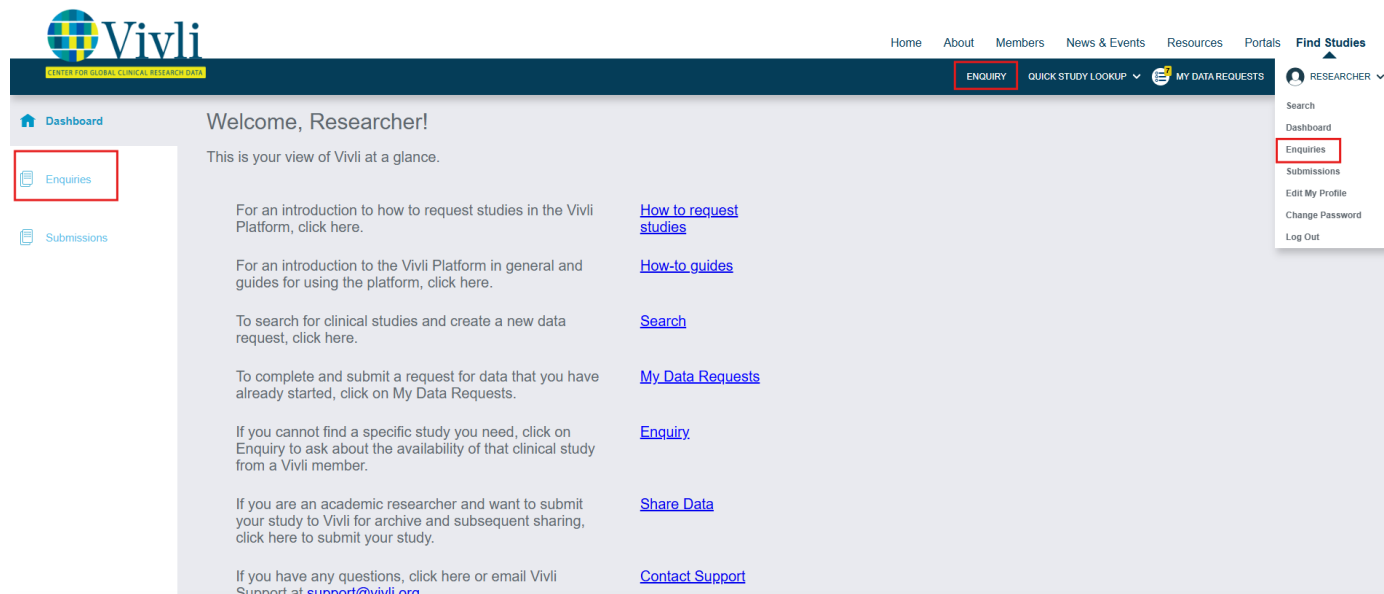 Vivli
CENTER FOR GLOBAL CLINICAL RESEARCH DATA
Home About Members News & Events Resources Portals Find Studies
ENQUIRY QUICK STUDY LOOKUP 7 MY DATA REQUESTS RESEARCHER
Search
Dashboard
Enquiries
Submissions
Edit My Profile
Change Password
Log Out
Dashboard
Enquiries
Submissions
Welcome, Researcher!
This is your view of Vivli at a glance.
For an introduction to how to request studies in the Vivli
Platform, click here.
How to request
studies
For an introduction to the Vivli Platform in general and
guides for using the platform, click here.
How-to guides
To search for clinical studies and create a new data
request, click here.
Search
To complete and submit a request for data that you have
already started, click on My Data Requests.
My Data Requests
If you cannot find a specific study you need, click on
Enquiry to ask about the availability of that clinical study
from a Vivli member.
Enquiry
If you are an academic researcher and want to submit
your study to Vivli for archive and subsequent sharing,
click here to submit your study.
Share Data
If you have any questions, click here or email Vivli
Support at support@vivli.org
Contact Support